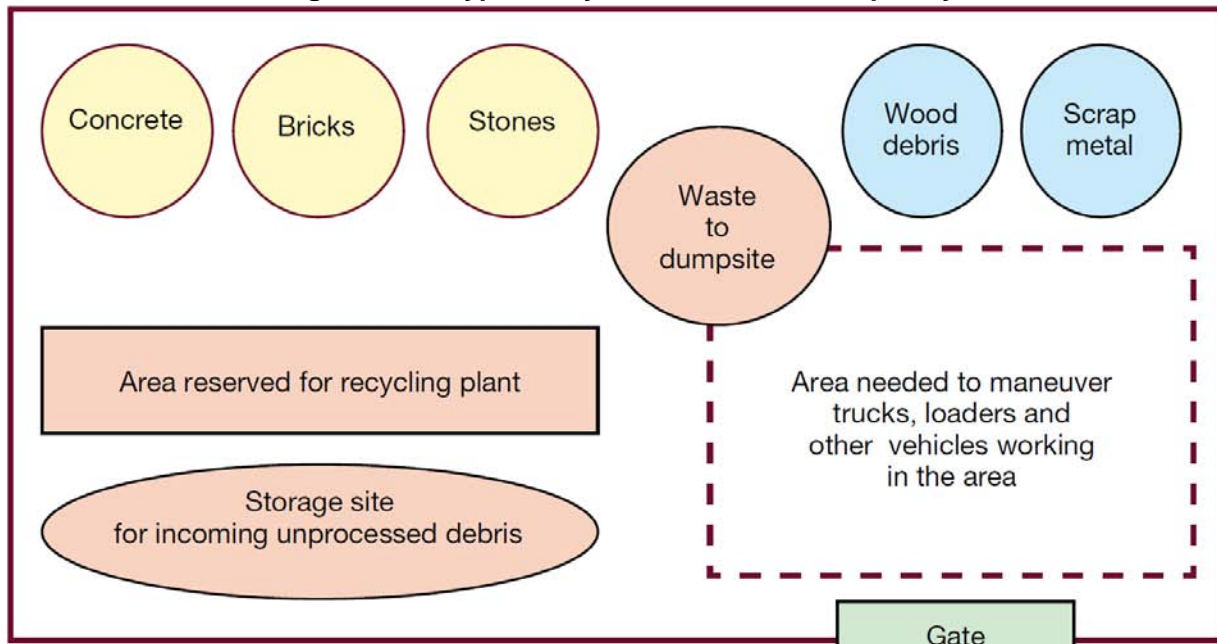 Concrete
Bricks
Stones
Wood
debris
Scrap
metal
Waste
to
dumpsite
Area reserved for recycling plant
Area needed to maneuver
trucks, loaders and
other vehicles working
in the area
Storage site
for incoming unprocessed debris
Gate